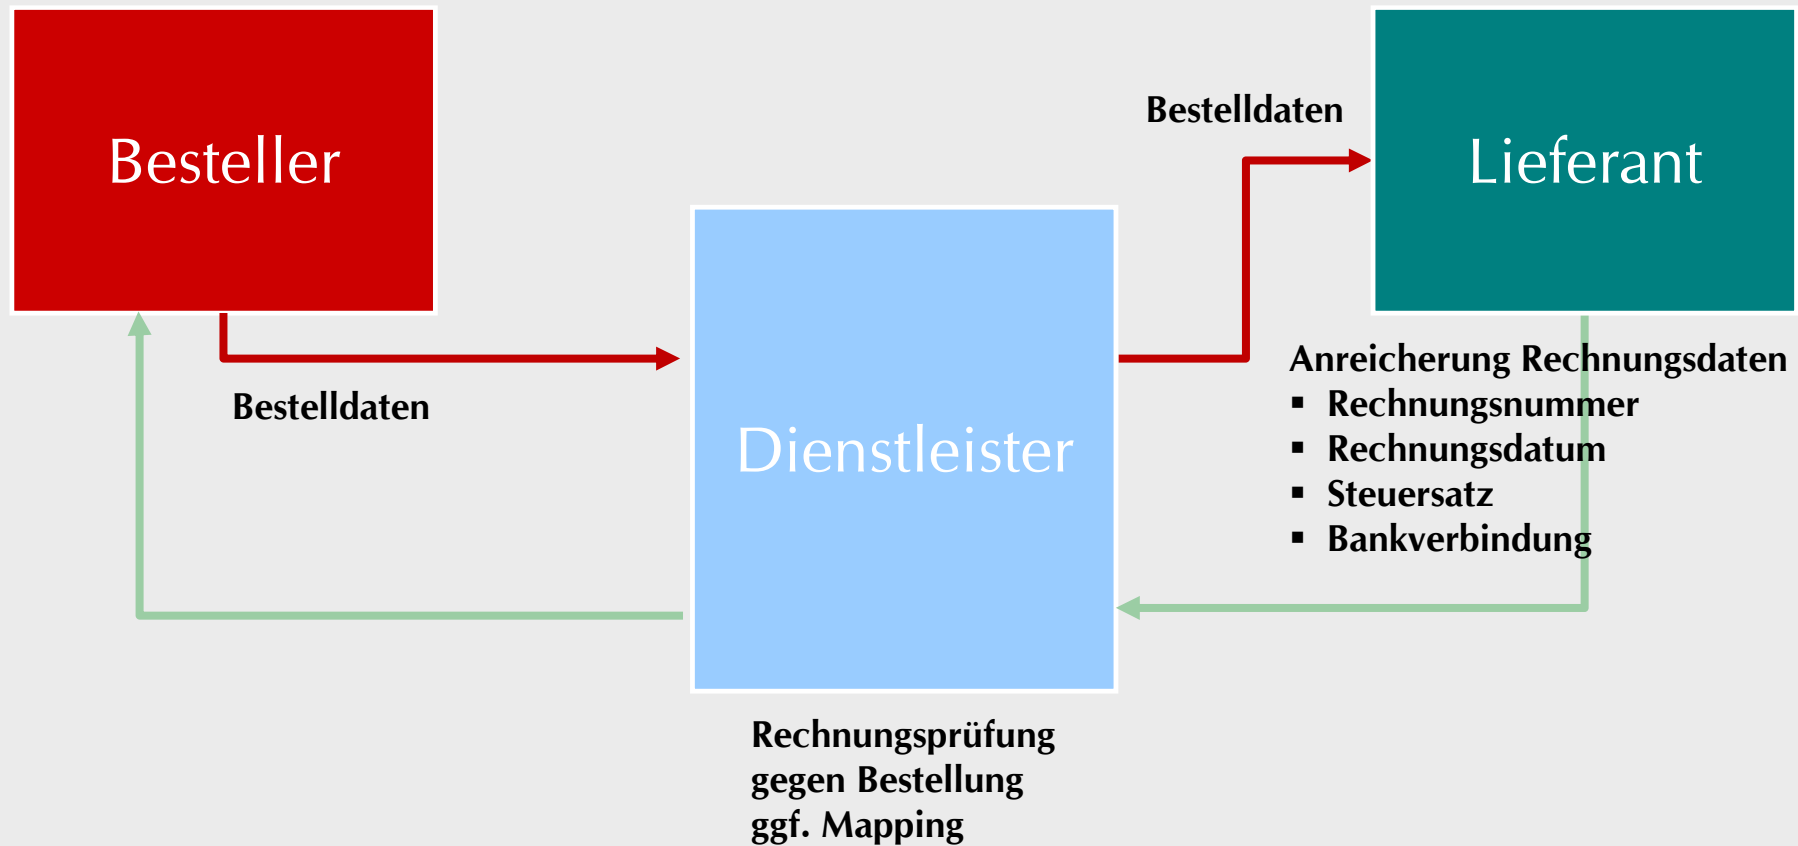 Besteller
Bestelldaten
Lieferant
Bestelldaten
Dienstleister
Anreicherung Rechnungsdaten
▪ Rechnungsnummer
▪ Rechnungsdatum
▪ Steuersatz
▪ Bankverbindung
Rechnungsprüfung
gegen Bestellung
ggf. Mapping